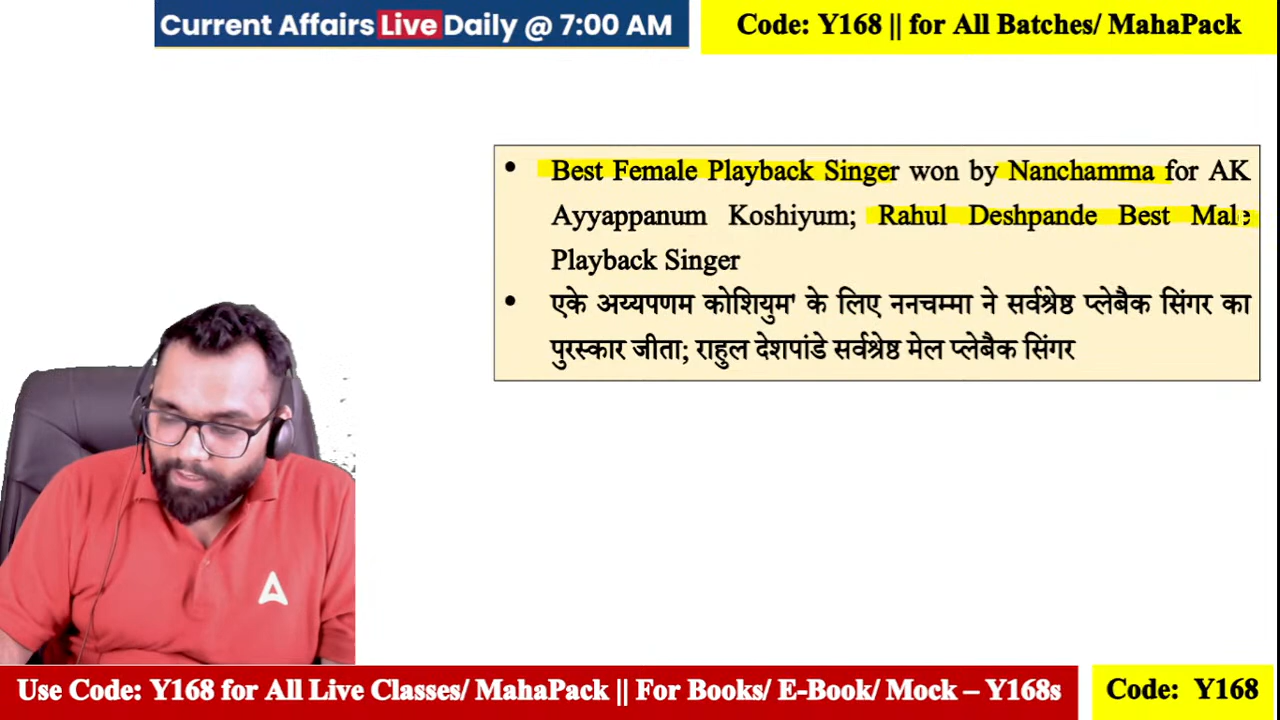 Current Affairs Live Daily @ 7:00 AM
Code: Y168 || for All Batches/ MahaPack
• Best Female Playback Singer won by Nanchamma for AK
Ayyappanum Koshiyum; Rahul Deshpande Best Male
Playback Singer
• एके अय्यपणम कोशियुम' के लिए ननचम्मा ने सर्वश्रेष्ठ प्लेबैक सिंगर का
पुरस्कार जीता; राहुल देशपांडे सर्वश्रेष्ठ मेल प्लेबैक सिंगर
Use Code: Y168 for All Live Classes/ MahaPack || For Books/ E-Book/ Mock – Y168s
Code: Y168